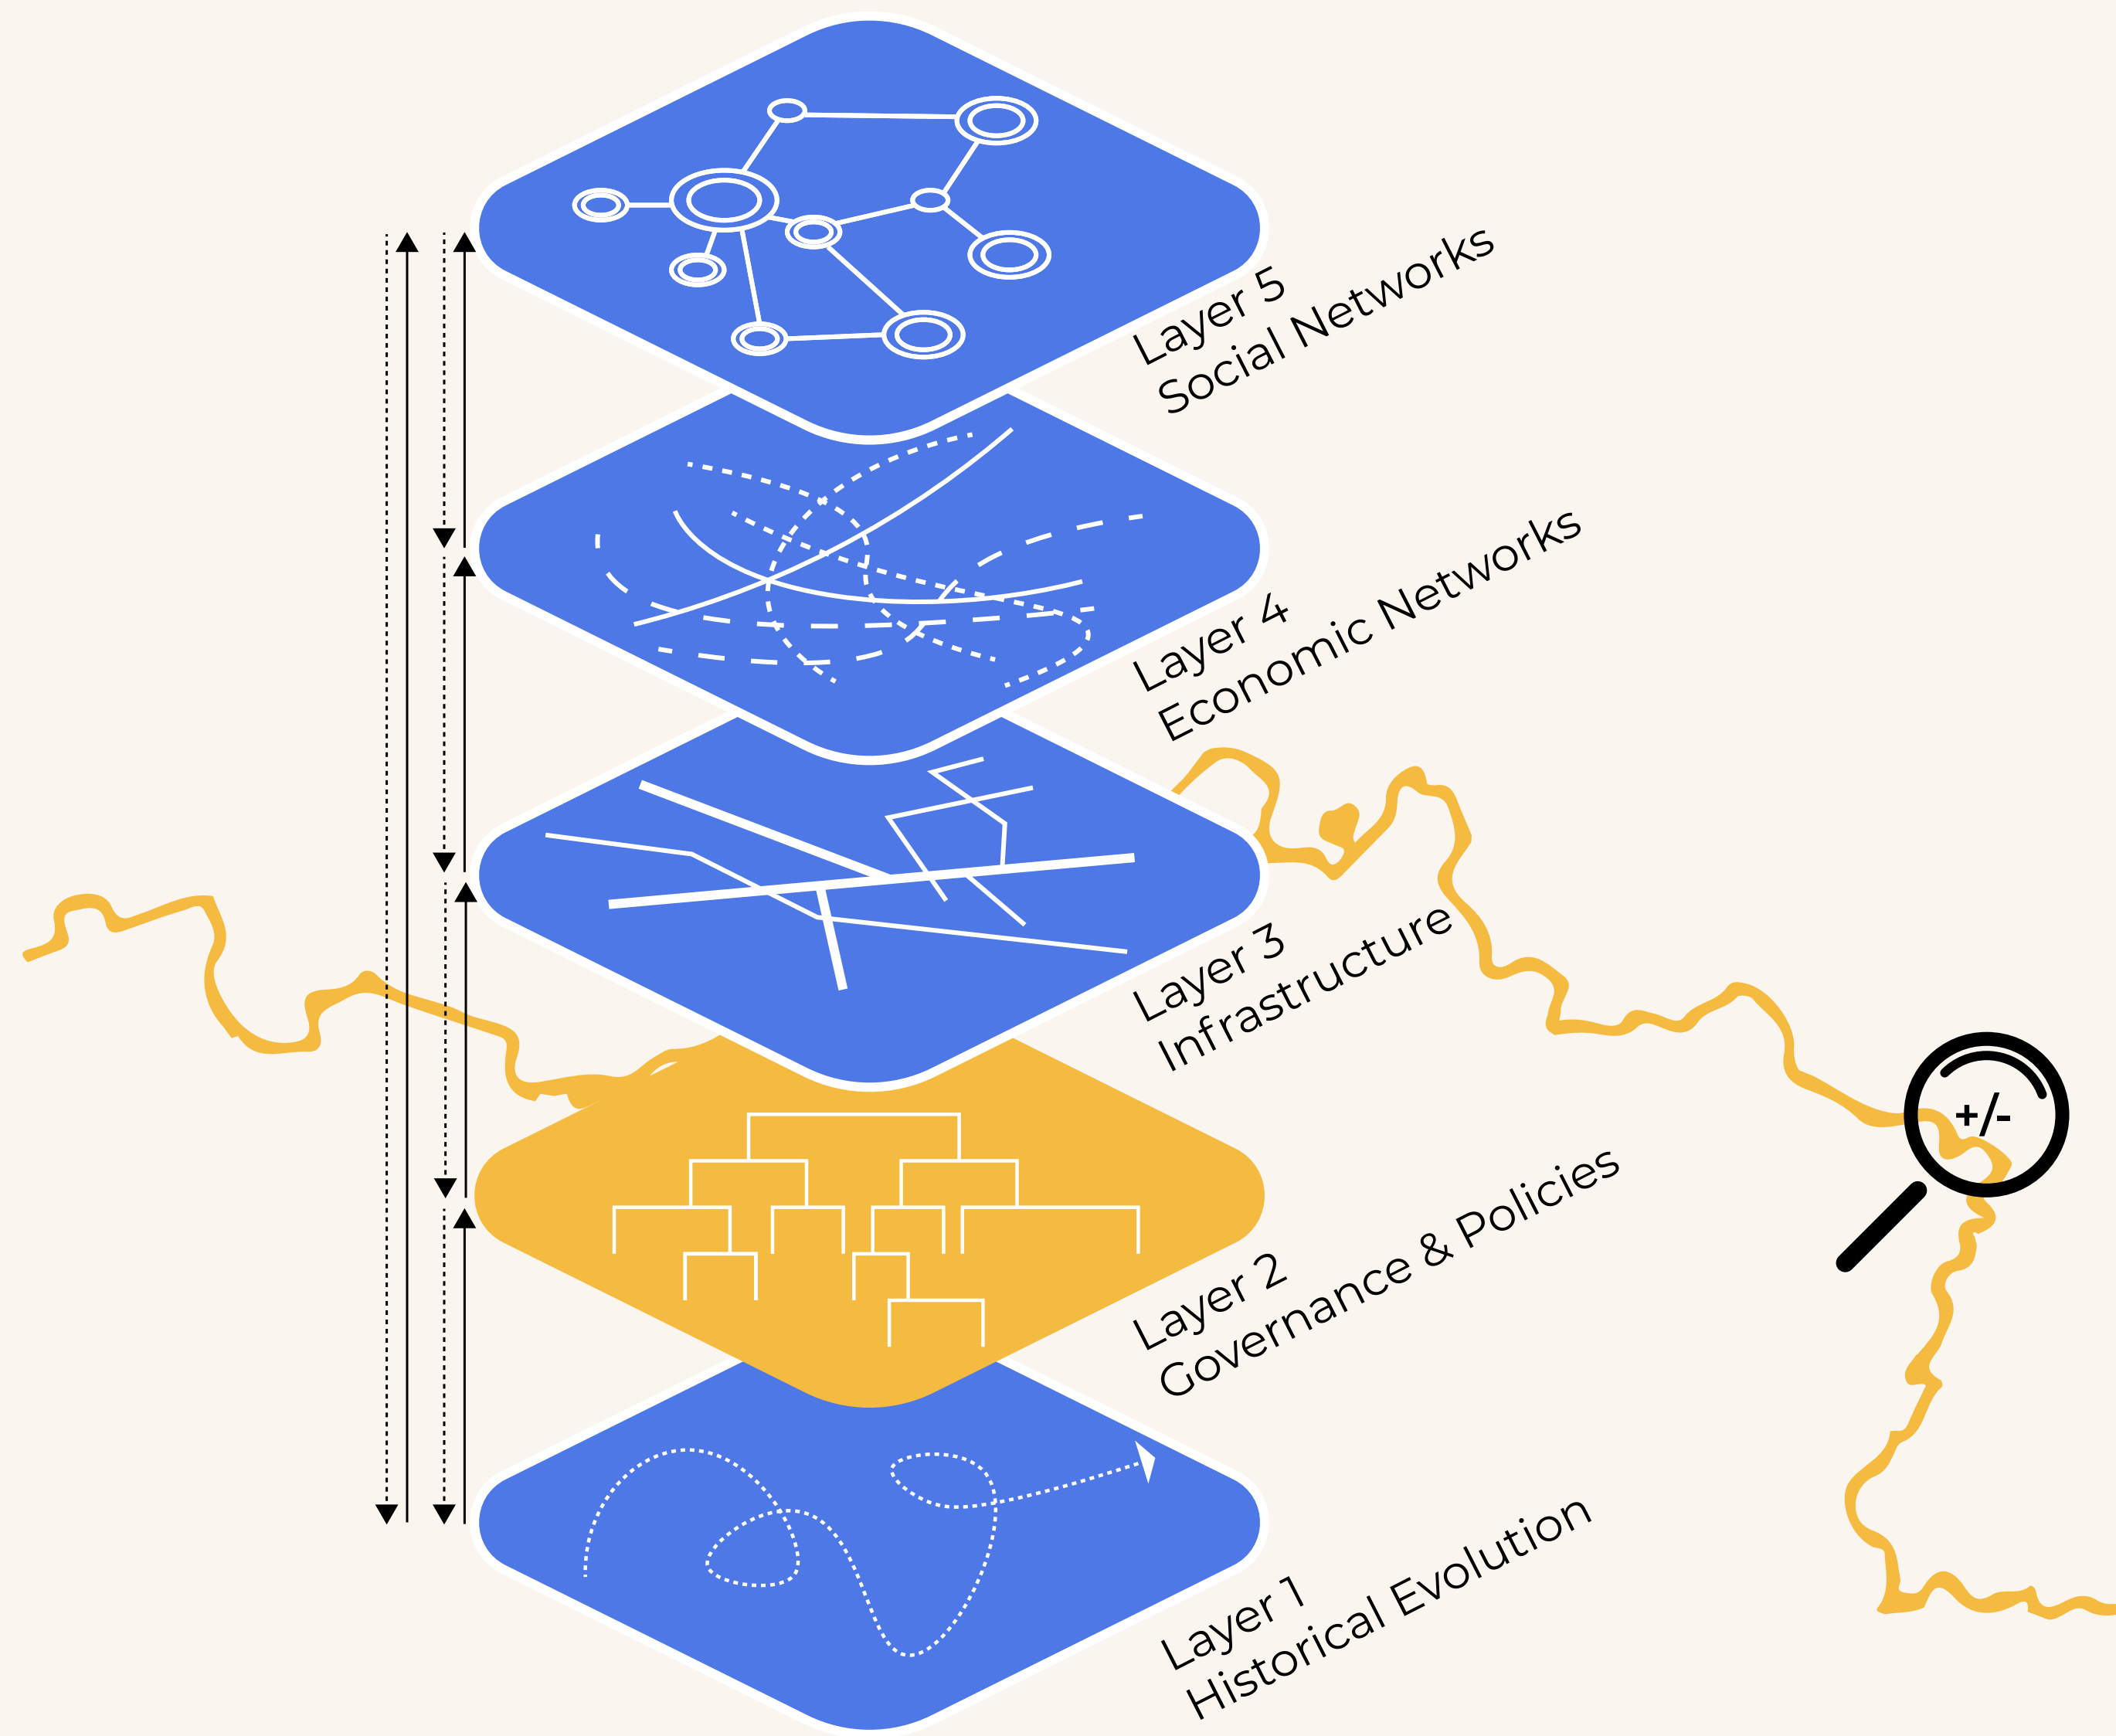 Layer 5
Social Networks
Layer 4
Economic Networks
Layer 3
Infrastructure
+/-
Layer 2
Governance & Policies
Layer 1
Historical Evolution